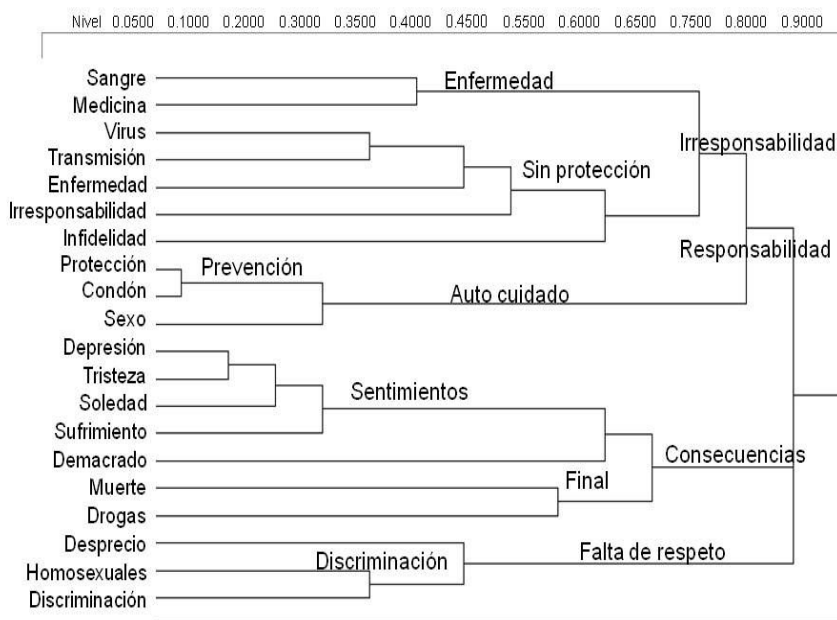 Nivel 0.0500 0.1000 0.2000 0.3000 0.3500 0.4000 0.4500 0.5500 0.6000 0.6500 0.7500 0.8000 0.9000
Sangre
Enfermedad
Medicina
Virus
Irresponsabilidad
Transmisión
Sin protección
Enfermedad
Irresponsabilidad
Infidelidad
Responsabilidad
Protección
Prevención
Condón
Auto cuidado
Sexo
Depresión
Tristeza
Sentimientos
Soledad
Sufrimiento
Consecuencias
Demacrado
Final
Muerte
Drogas
Desprecio
Falta de respeto
Discriminación
Homosexuales
Discriminación